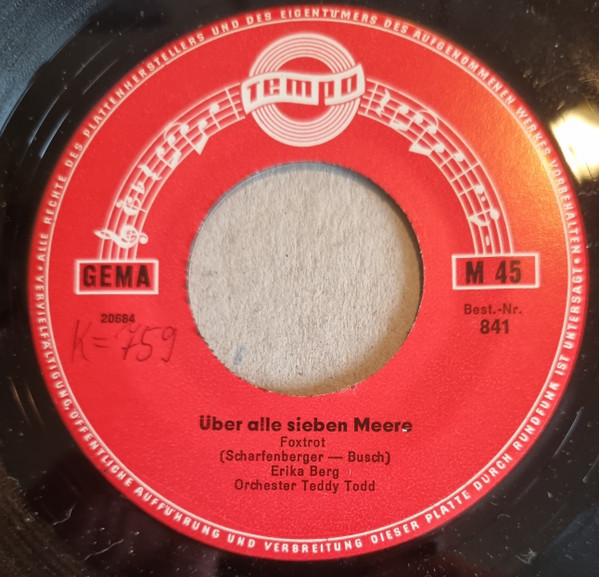 ALLE RECHTE DES PLATTENHERSTELLERS UND DES EIGENTÜMERS DES AUFGENOMMENEN WERKES VORBEHALTEN • VERVIELFÄLTIGUNG, ÖFFENTLICHE AUFFÜHRUNG UND VERBREITUNG DIESER PLATTE DURCH RUNDFUNK IST UNTERSAGT •
TEMPO
GEMA
M 45
20684
K=759
Best.-Nr.
841
Über alle sieben Meere
Foxtrot
(Scharfenberger — Busch)
Erika Berg
Orchester Teddy Todd